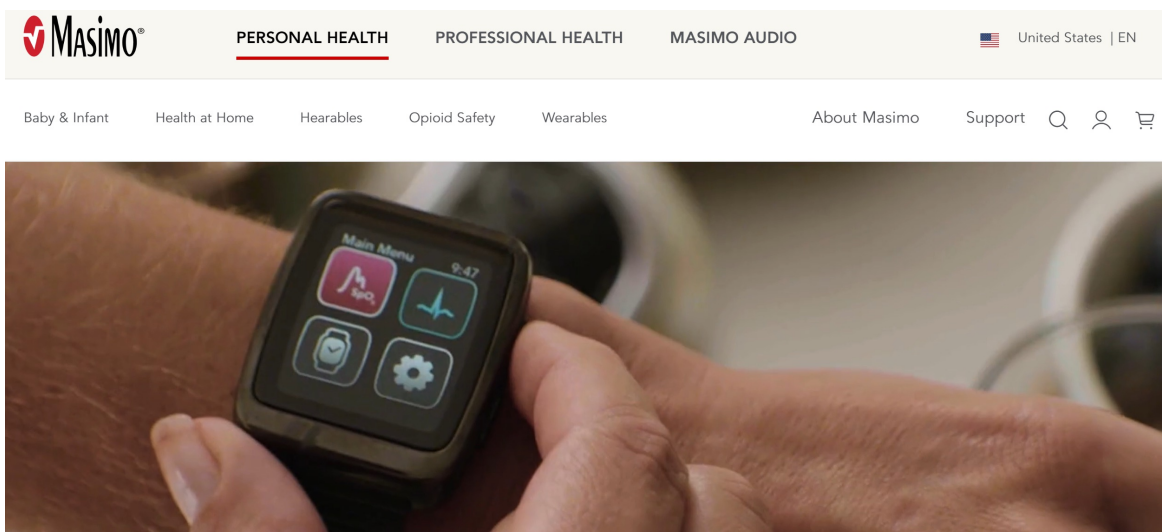 Masimo®
PERSONAL HEALTH PROFESSIONAL HEALTH MASIMO AUDIO United States | EN
Baby & Infant Health at Home Hearables Opioid Safety Wearables About Masimo Support
Main Menu
9:47
SpO₂